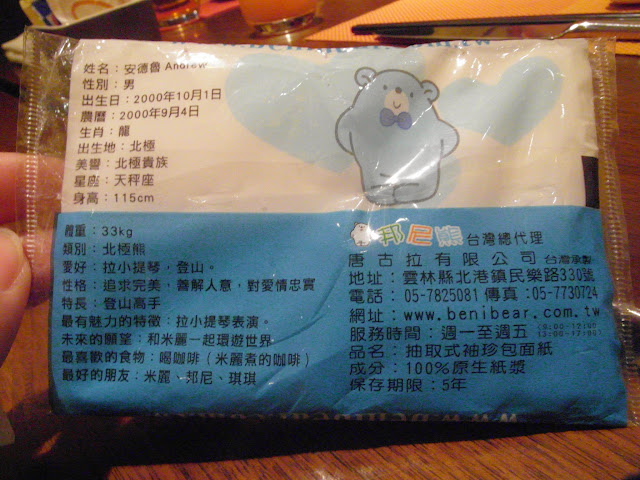 姓名：安德魯 Andrew
性別：男
出生日：2000年10月1日
農曆：2000年9月4日
生肖：龍
出生地：北極
美譽：北極貴族
星座：天秤座
身高：115cm
體重：33kg
類別：北極熊
愛好：拉小提琴，登山。
性格：追求完美，善解人意，對愛情忠實
特長：登山高手
最有魅力的特徵：拉小提琴表演。
未來的願望：和米麗一起環遊世界
最喜歡的食物：喝咖啡（米麗煮的咖啡）
最好的朋友：米麗、邦尼、琪琪
邦尼熊 台灣總代理
唐古拉有限公司 台灣承製
地址：雲林縣北港鎮民樂路330號
電話：05-7825081 傳真：05-7730724
網址：www.benibear.com.tw
服務時間：週一至週五
品名：抽取式袖珍包面紙
成分：100%原生紙漿
保存期限：5年